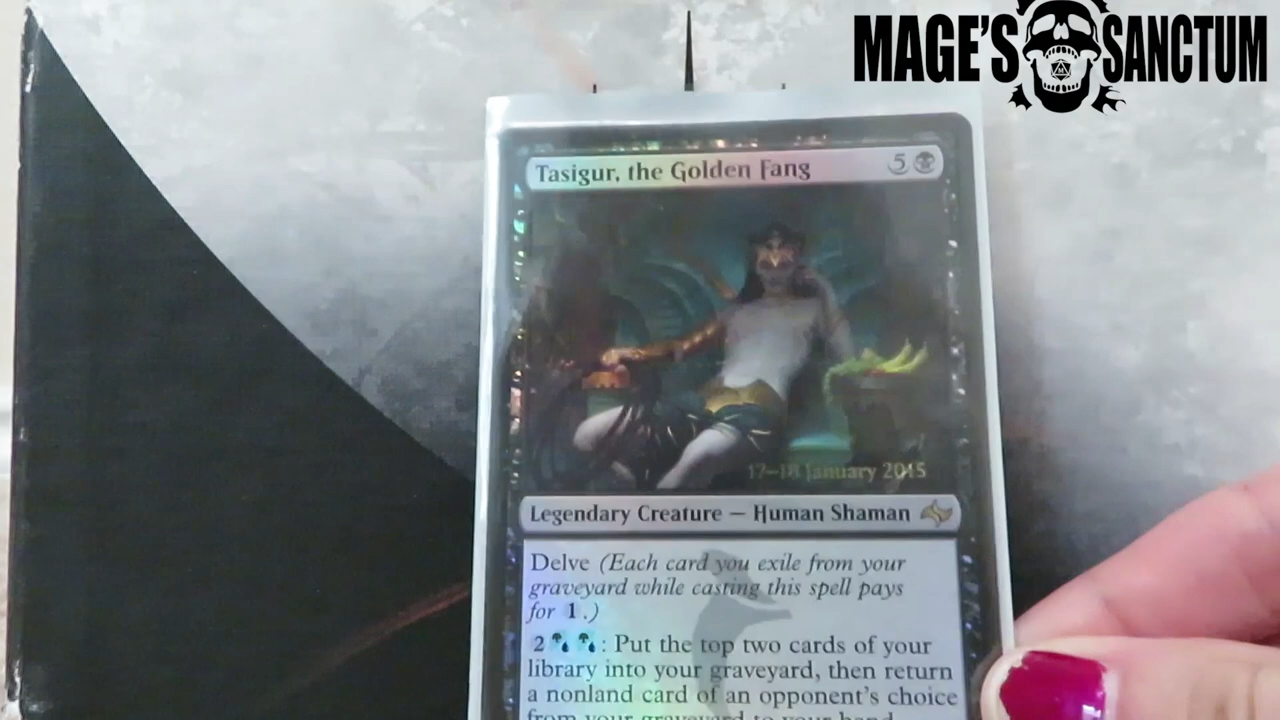 MAGE'S SANCTUM
Tasigur, the Golden Fang 5
17–18 January 2015
Legendary Creature — Human Shaman
Delve (Each card you exile from your
graveyard while casting this spell pays
for 1.)
2 : Put the top two cards of your
library into your graveyard, then return
a nonland card of an opponent's choice
from your graveyard to your hand.